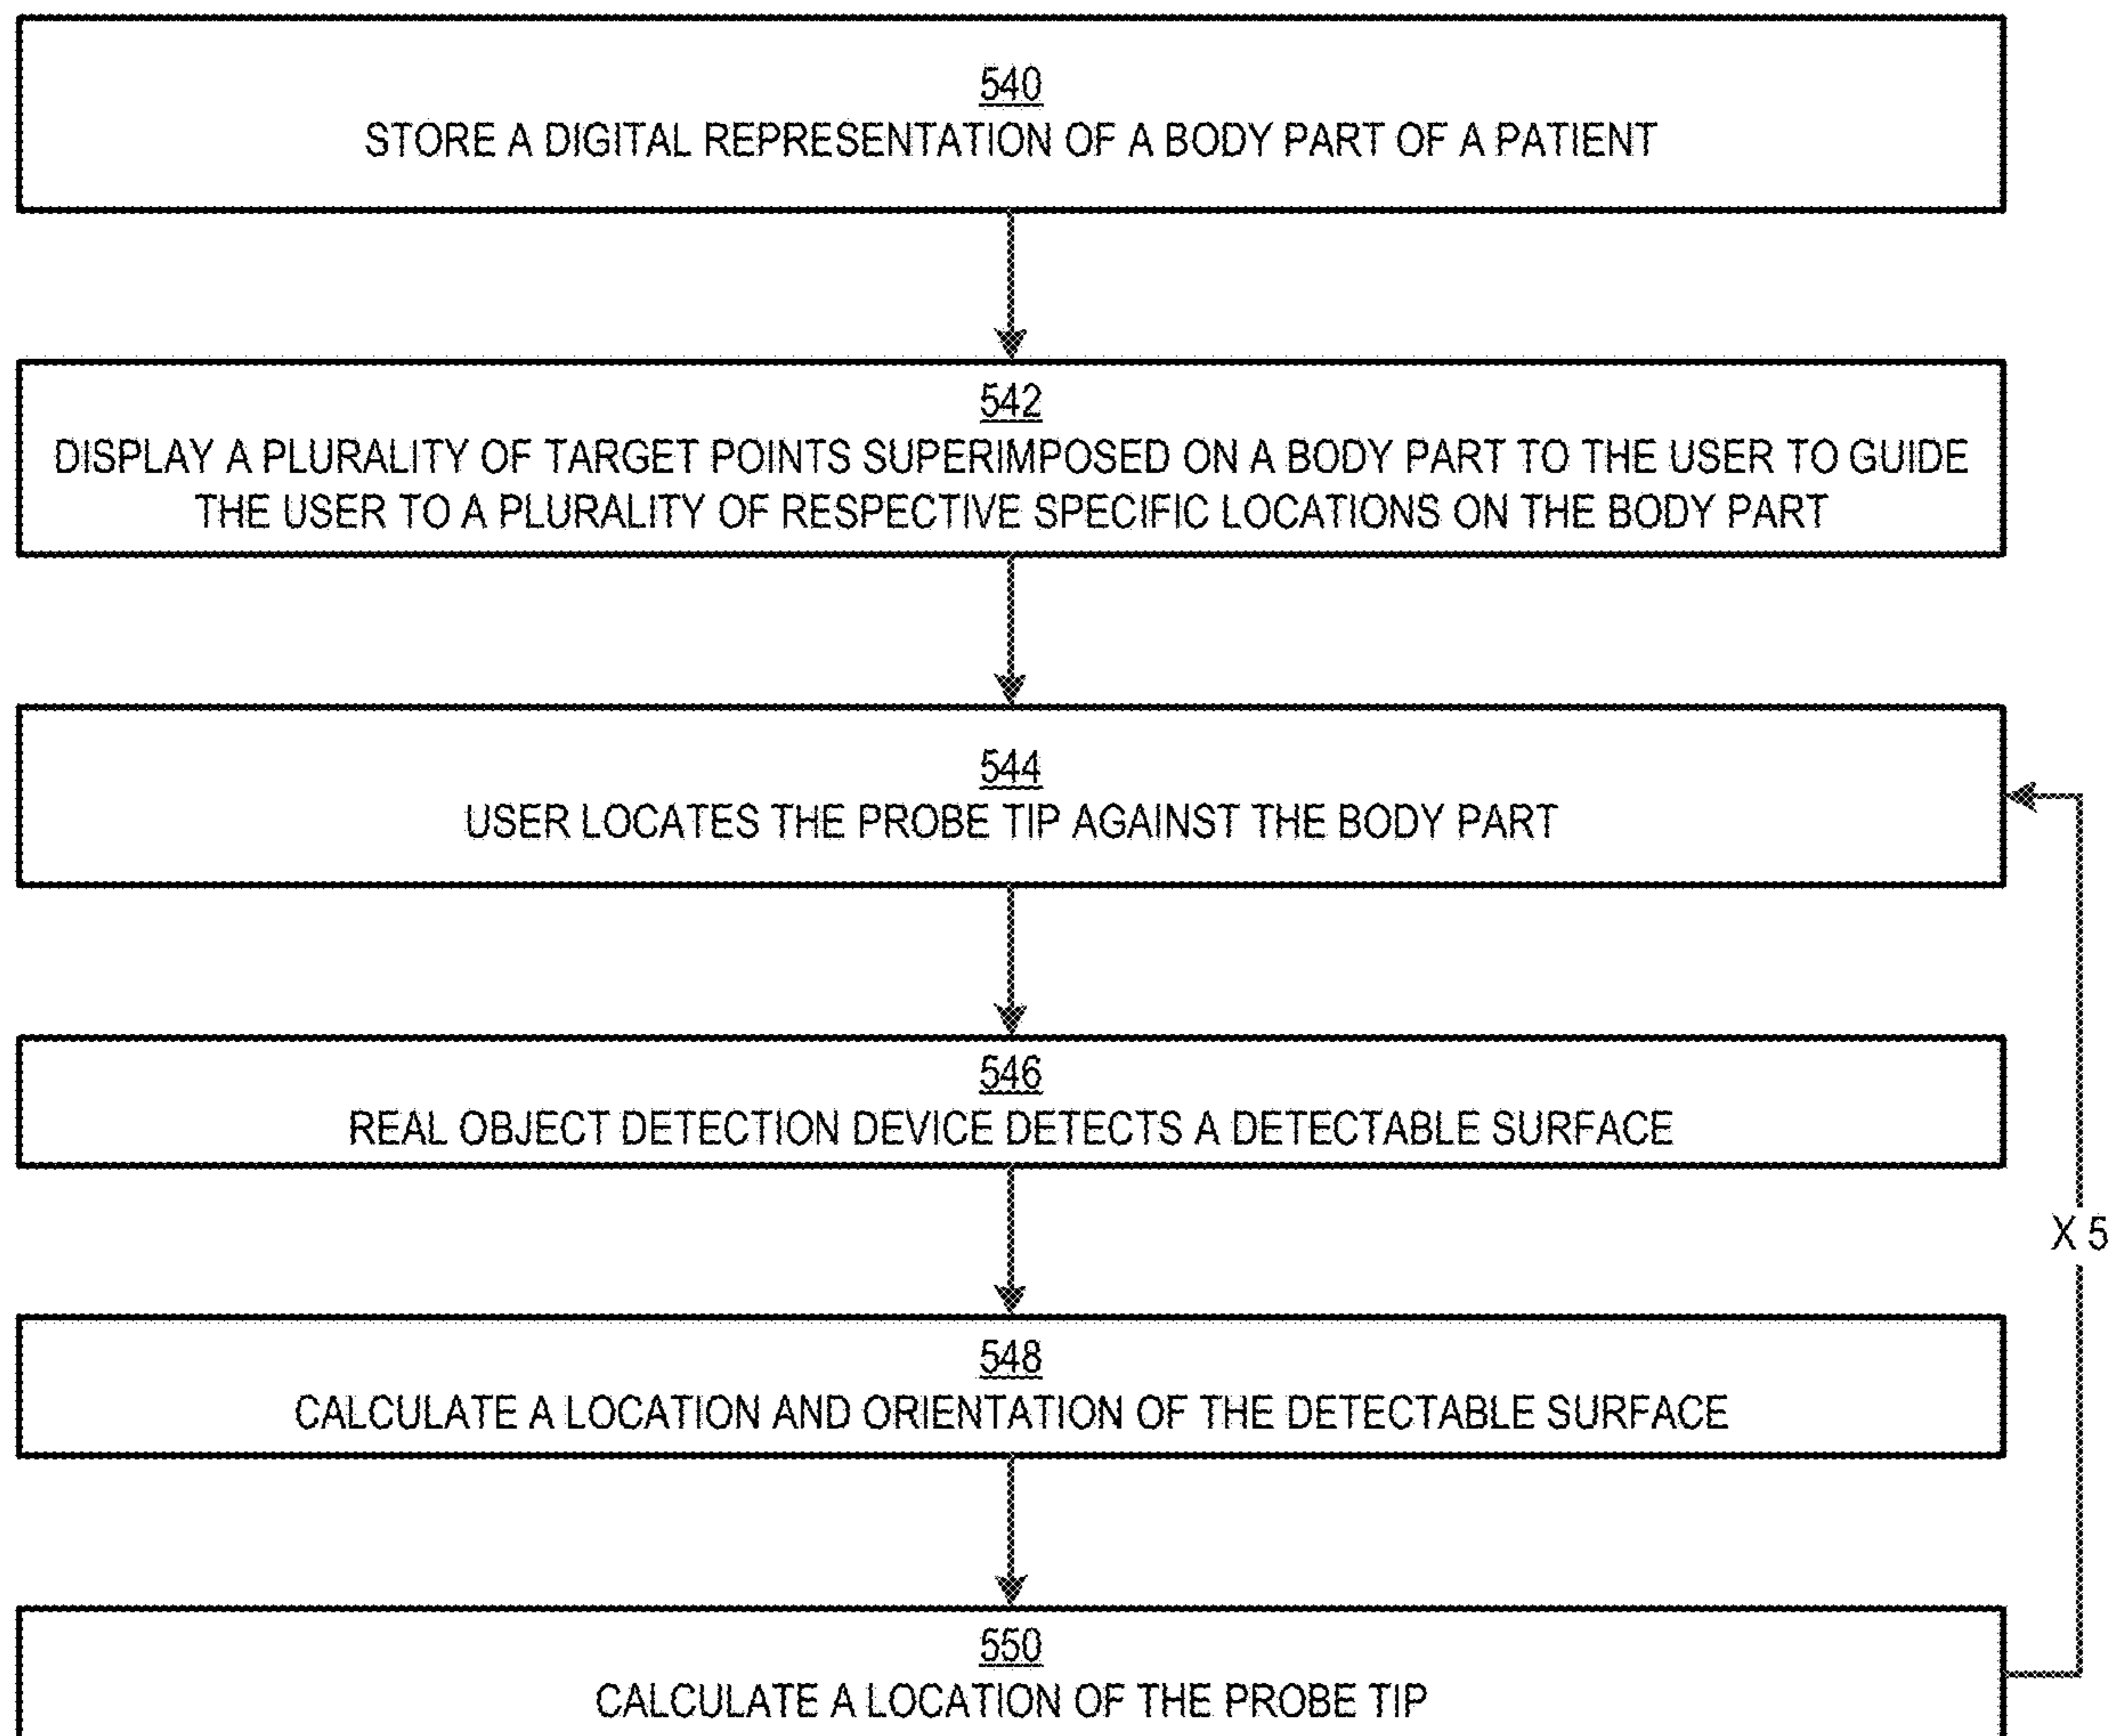 540
STORE A DIGITAL REPRESENTATION OF A BODY PART OF A PATIENT
542
DISPLAY A PLURALITY OF TARGET POINTS SUPERIMPOSED ON A BODY PART TO THE USER TO GUIDE
THE USER TO A PLURALITY OF RESPECTIVE SPECIFIC LOCATIONS ON THE BODY PART
544
USER LOCATES THE PROBE TIP AGAINST THE BODY PART
546
REAL OBJECT DETECTION DEVICE DETECTS A DETECTABLE SURFACE
X 5
548
CALCULATE A LOCATION AND ORIENTATION OF THE DETECTABLE SURFACE
550
CALCULATE A LOCATION OF THE PROBE TIP